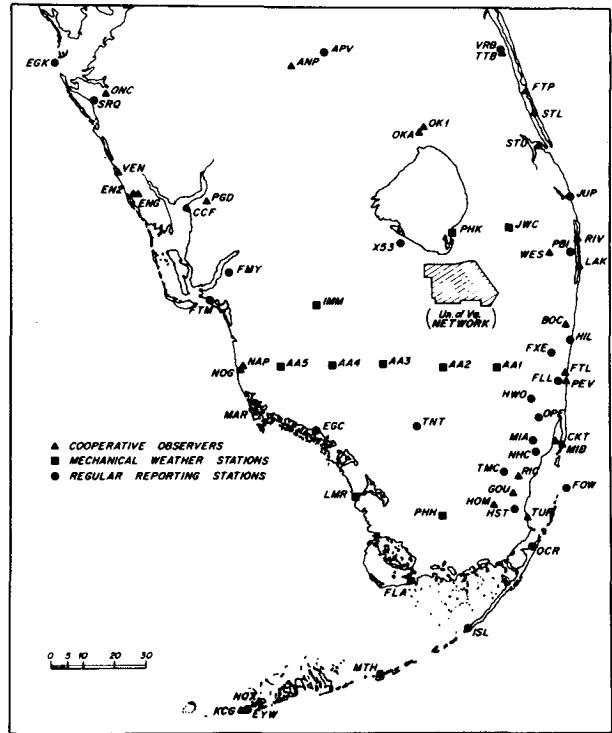 EGK
APV
ANP
VRB
TTB
ONC
SRQ
FTP
STL
OK1
OKA
STU
VEN
EN2
ENG
PGD
CCF
JUP
PHK
JWC
RIV
PBI
WES
LAK
X53
FMY
(Un. of Va. NETWORK)
FTM
IMM
BOC
HIL
FXE
NAP
NOG
AA5
AA4
AA3
AA2
AA1
FTL
FLL
PEV
HWO
MAR
OPF
EGC
TNT
▲ COOPERATIVE OBSERVERS
■ MECHANICAL WEATHER STATIONS
● REGULAR REPORTING STATIONS
MIA
CKT
MIB
NHC
TMC
RIC
GOU
FOW
LMR
HOM
HST
PHH
TUR
OCR
FLA
ISL
0 5 10 20 30
MTH
NQX
KCG
EYW